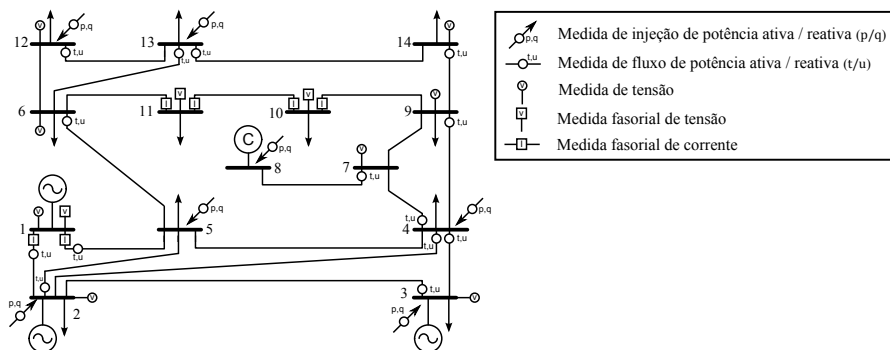 p,q Medida de injeção de potência ativa / reativa (p/q)
t,u Medida de fluxo de potência ativa / reativa (t/u)
V Medida de tensão
V Medida fasorial de tensão
I Medida fasorial de corrente
V p,q p,q V
12 13 14
t,u t,u t,u t,u
t,u
V V V
6 I I I I 9
11 10
V t,u t,u
C p,q V
8 7
t,u
V V p,q t,u p,q
1 5 4
I I t,u t,u
t,u t,u
t,u t,u
p,q V p,q V
2 3